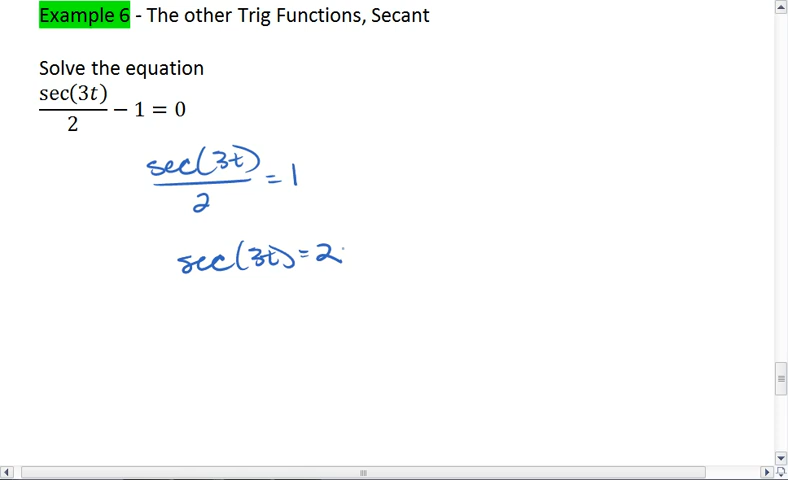 Example 6 - The other Trig Functions, Secant
Solve the equation
sec(3t)/2 − 1 = 0
sec(3t)/2 = 1
sec(3t) = 2